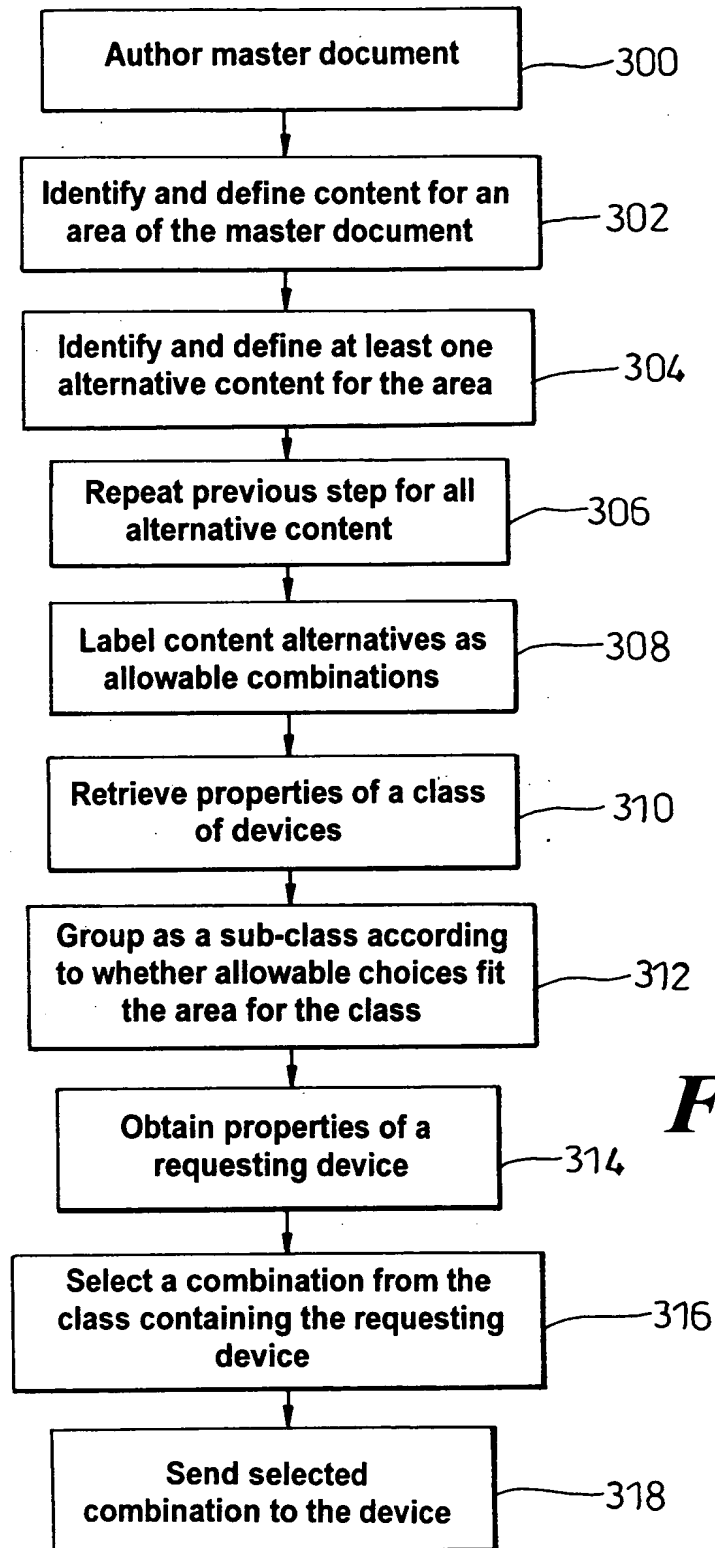 Author master document
300
Identify and define content for an
area of the master document
302
Identify and define at least one
alternative content for the area
304
Repeat previous step for all
alternative content
306
Label content alternatives as
allowable combinations
308
Retrieve properties of a class
of devices
310
Group as a sub-class according
to whether allowable choices fit
the area for the class
312
F
Obtain properties of a
requesting device
314
Select a combination from the
class containing the requesting
device
316
Send selected
combination to the device
318